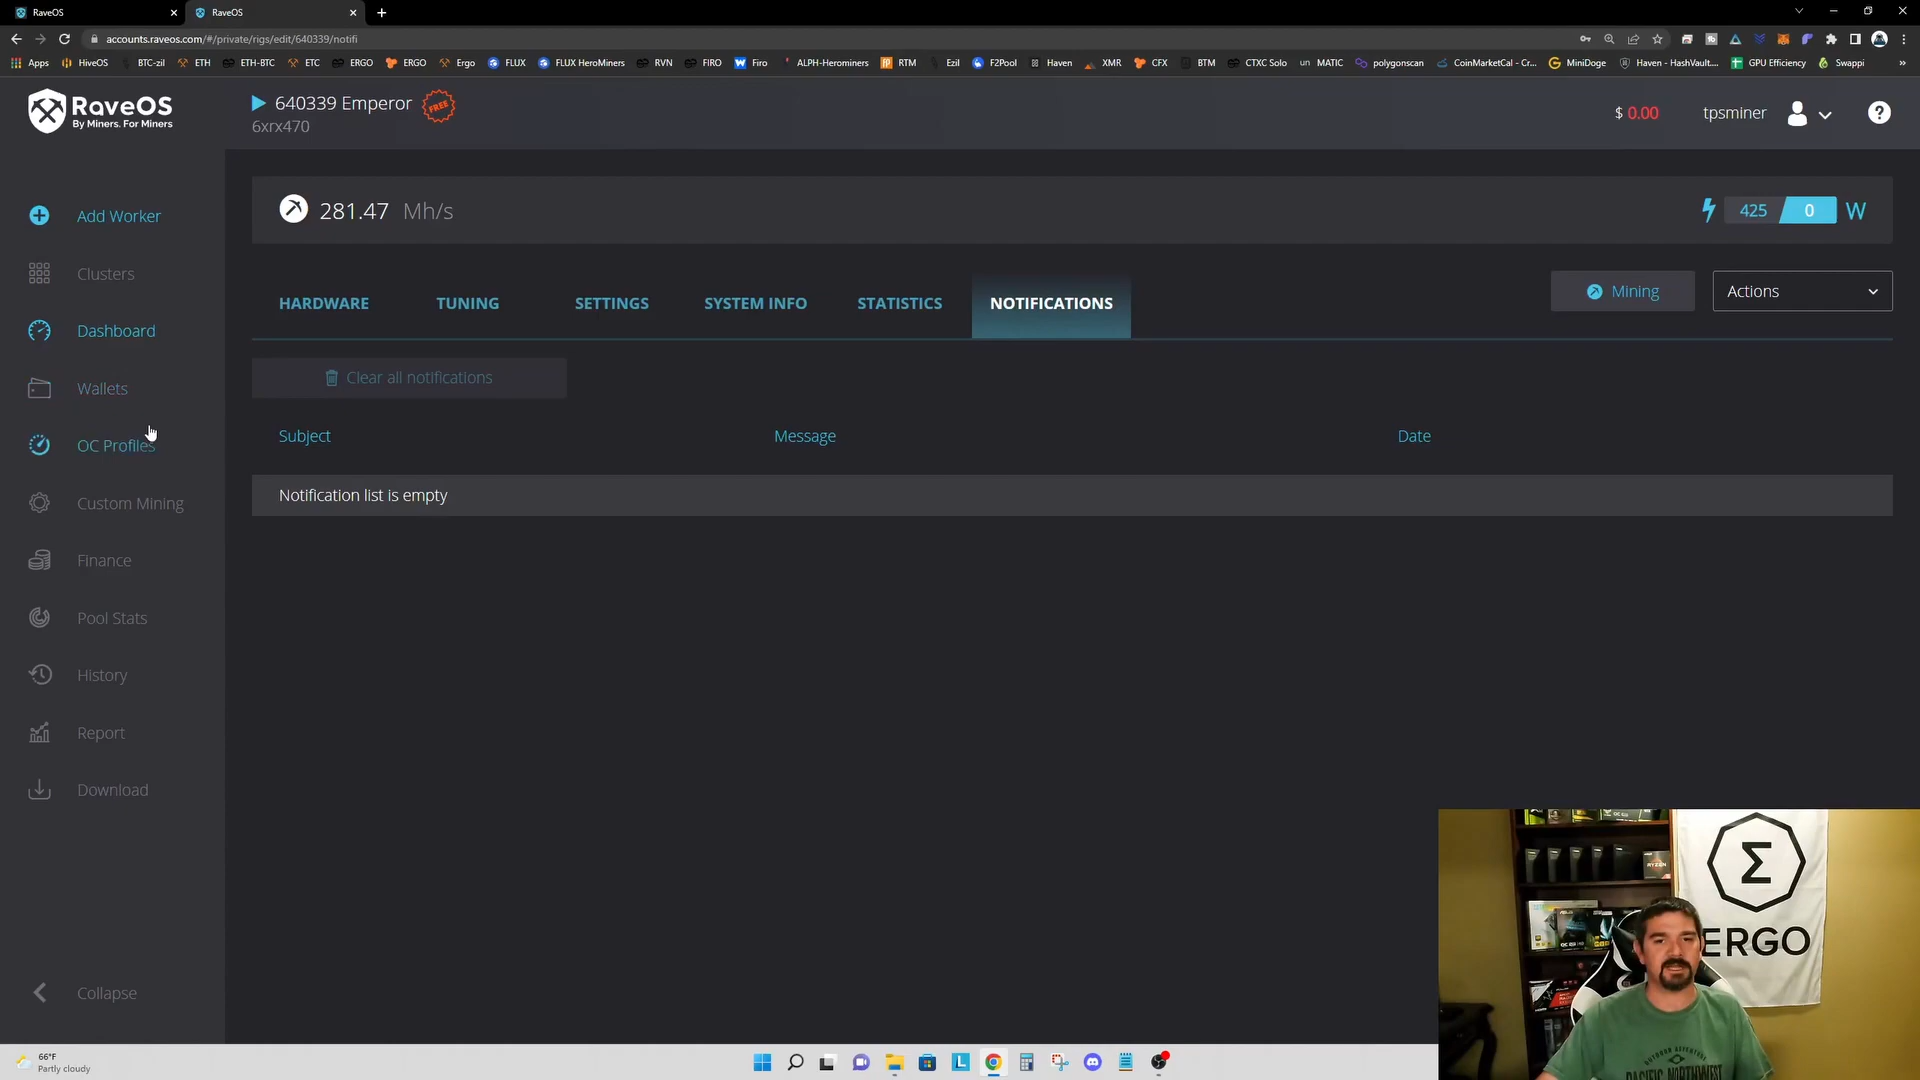 RaveOS
RaveOS
accounts.raveos.com/#/private/rigs/edit/640339/notifi
Apps HiveOS BTC-zil ETH ETH-BTC ETC ERGO ERGO Ergo FLUX FLUX HeroMiners RVN FIRO Firo ALPH-Herominers RTM Ezil F2Pool Haven XMR CFX BTM CTXC Solo MATIC polygonscan CoinMarketCal - Cr... MiniDoge Haven - HashVault.... GPU Efficiency Swappi »
RaveOS
By Miners. For Miners
640339 Emperor FREE
6xrx470
$ 0.00 tpsminer ?
281.47 Mh/s
425 0 W
Add Worker
Clusters
Dashboard
Wallets
OC Profiles
Custom Mining
Finance
Pool Stats
History
Report
Download
Collapse
HARDWARE TUNING SETTINGS SYSTEM INFO STATISTICS NOTIFICATIONS
Mining Actions
Clear all notifications
Subject Message Date
Notification list is empty
Σ
ERGO
RYZEN
PACIFIC NORTHWEST
66°F
Partly cloudy